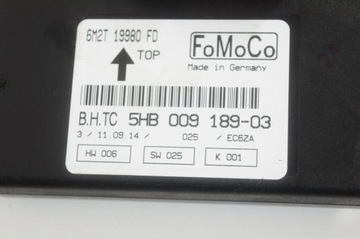 6M2T 19980 FD
TOP
FoMoCo
Made in Germany
B.H.TC 5HB 009 189-03
3 / 11.09.14 / 025 / EC6ZA
HW 006 SW 025 K 001